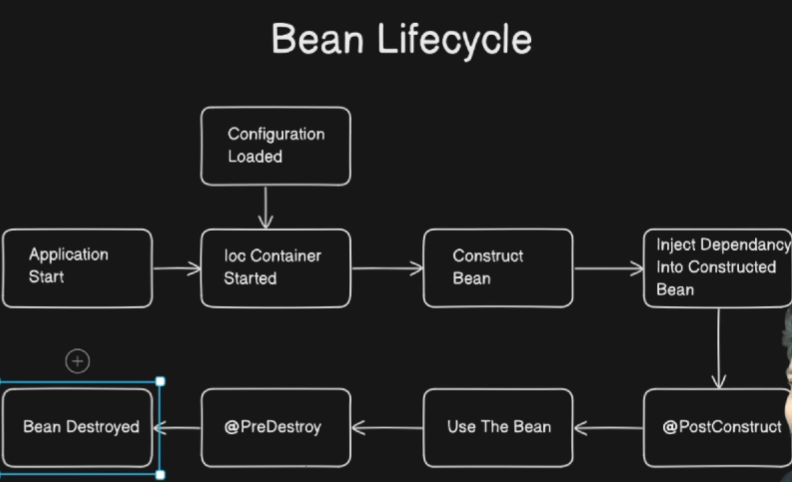 Bean Lifecycle
Configuration
Loaded
Application
Start
Ioc Container
Started
Construct
Bean
Inject Dependancy
Into Constructed
Bean
Bean Destroyed
@PreDestroy
Use The Bean
@PostConstruct